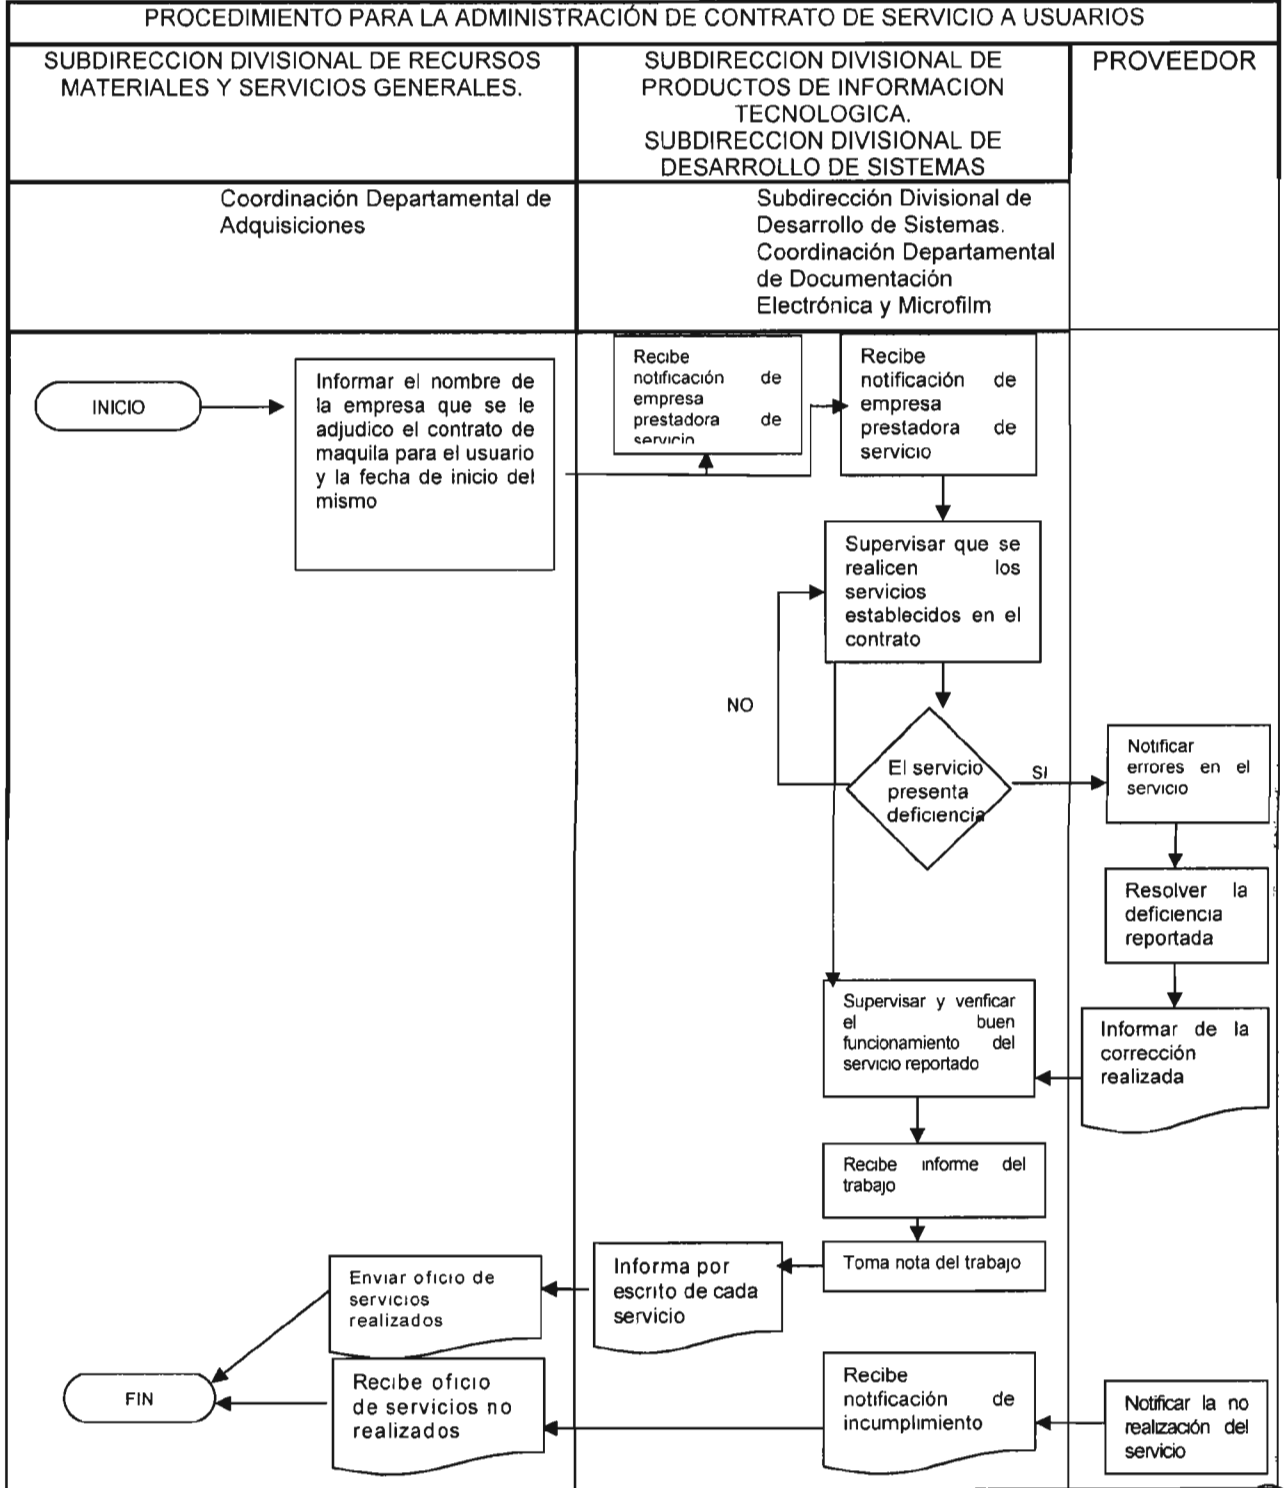 PROCEDIMIENTO PARA LA ADMINISTRACIÓN DE CONTRATO DE SERVICIO A USUARIOS
SUBDIRECCION DIVISIONAL DE RECURSOS
MATERIALES Y SERVICIOS GENERALES.
SUBDIRECCION DIVISIONAL DE
PRODUCTOS DE INFORMACION
TECNOLOGICA.
SUBDIRECCION DIVISIONAL DE
DESARROLLO DE SISTEMAS
PROVEEDOR
Coordinación Departamental de
Adquisiciones
Subdirección Divisional de
Desarrollo de Sistemas.
Coordinación Departamental
de Documentación
Electrónica y Microfilm
INICIO
Informar el nombre de
la empresa que se le
adjudico el contrato de
maquila para el usuario
y la fecha de inicio del
mismo
Recibe
notificación de
empresa
prestadora de
servicio
Recibe
notificación de
empresa
prestadora de
servicio
Supervisar que se
realicen los
servicios
establecidos en el
contrato
NO
El servicio
presenta
deficiencia
SI
Notificar
errores en el
servicio
Resolver la
deficiencia
reportada
Supervisar y verificar
el buen
funcionamiento del
servicio reportado
Informar de la
corrección
realizada
Recibe informe del
trabajo
Toma nota del trabajo
Informa por
escrito de cada
servicio
Enviar oficio de
servicios
realizados
FIN
Recibe oficio
de servicios no
realizados
Recibe
notificación de
incumplimiento
Notificar la no
realización del
servicio